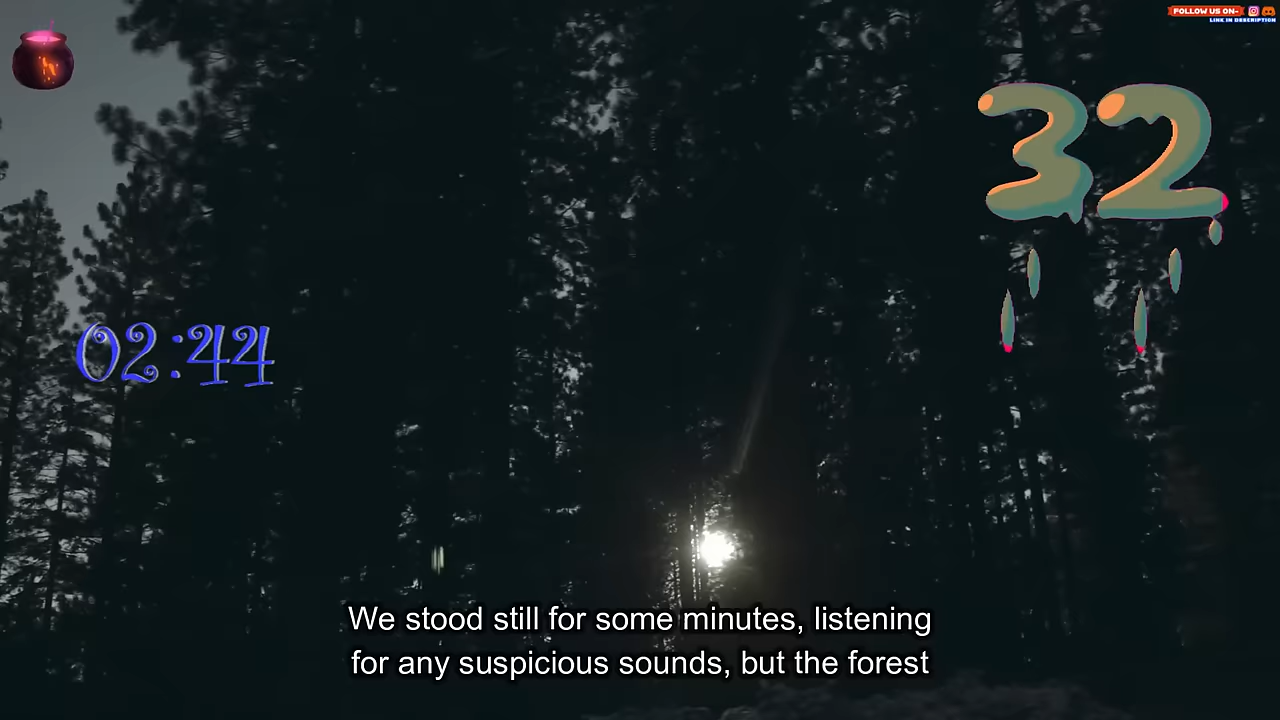 FOLLOW US ON-
LINK IN DESCRIPTION
32
02:44
We stood still for some minutes, listening
for any suspicious sounds, but the forest